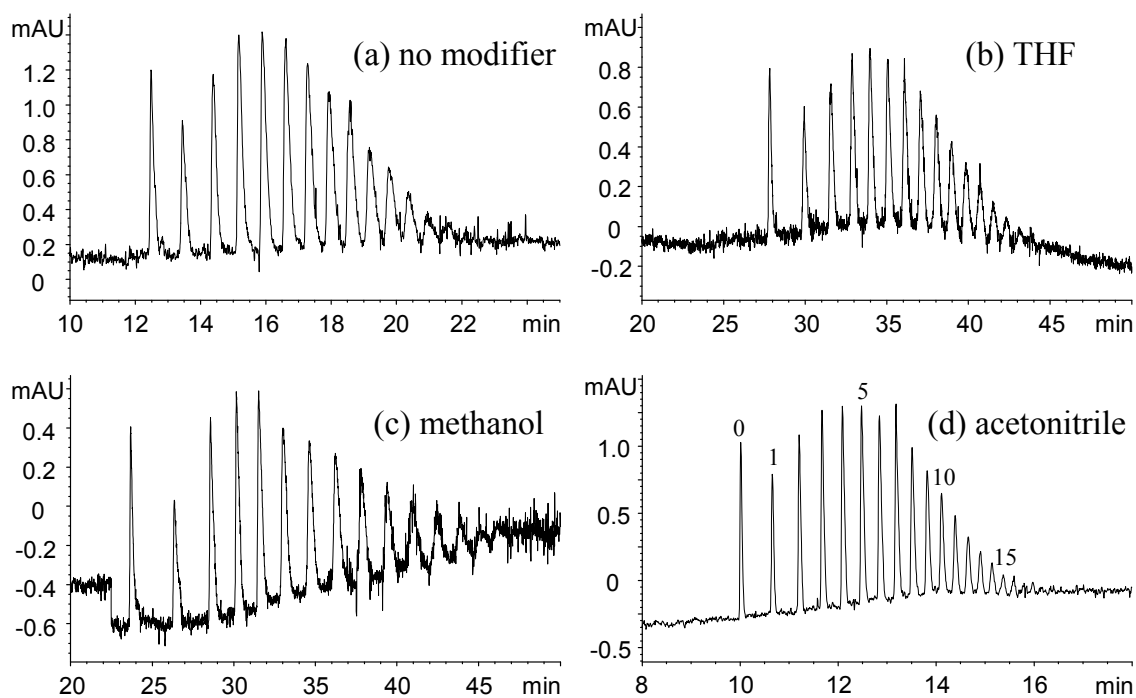 mAU
(a) no modifier
1.2
1.0
0.8
0.6
0.4
0.2
0
10 12 14 16 18 20 22 min
mAU
(b) THF
0.8
0.6
0.4
0.2
0
-0.2
20 25 30 35 40 45 min
mAU
(c) methanol
0.4
0.2
0
-0.2
-0.4
-0.6
20 25 30 35 40 45 min
mAU
(d) acetonitrile
0
1
5
10
15
1.0
0.5
0
-0.5
8 10 12 14 16 min